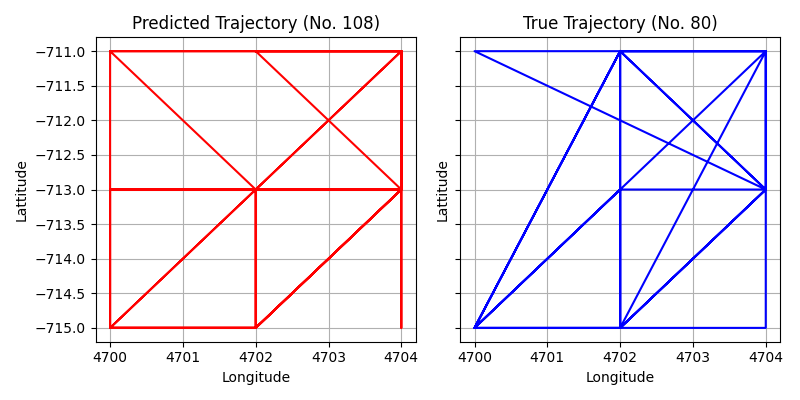 Predicted Trajectory (No. 108)
True Trajectory (No. 80)
Lattitude
−711.0
−711.5
−712.0
−712.5
−713.0
−713.5
−714.0
−714.5
−715.0
4700 4701 4702 4703 4704
Longitude
Lattitude
4700 4701 4702 4703 4704
Longitude